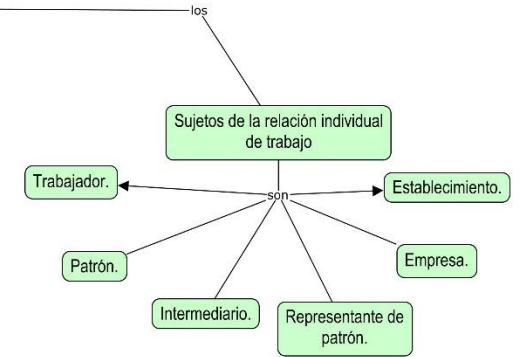 los
Sujetos de la relación individual
de trabajo
son
Trabajador.
Establecimiento.
Patrón.
Empresa.
Intermediario.
Representante de
patrón.